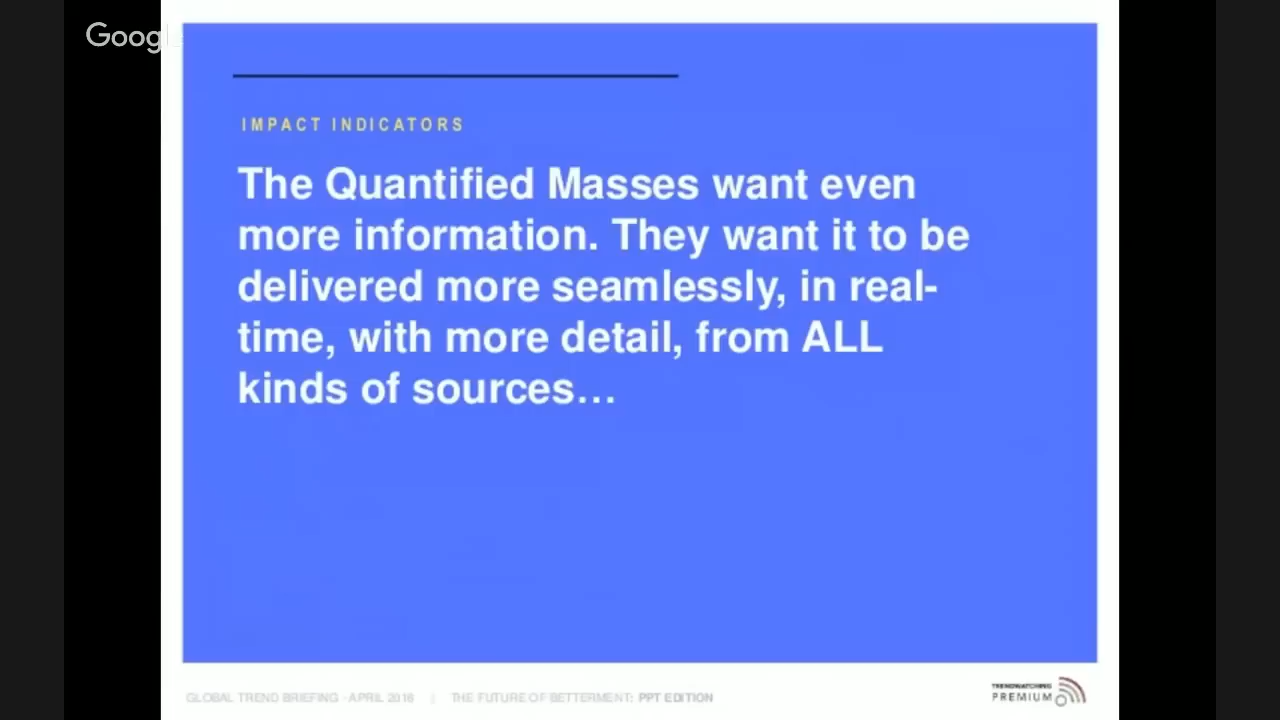 Google
IMPACT INDICATORS
The Quantified Masses want even
more information. They want it to be
delivered more seamlessly, in real-
time, with more detail, from ALL
kinds of sources…
GLOBAL TREND BRIEFING · APRIL 2016 | THE FUTURE OF BETTERMENT: PPT EDITION
TRENDWATCHING
PREMIUM